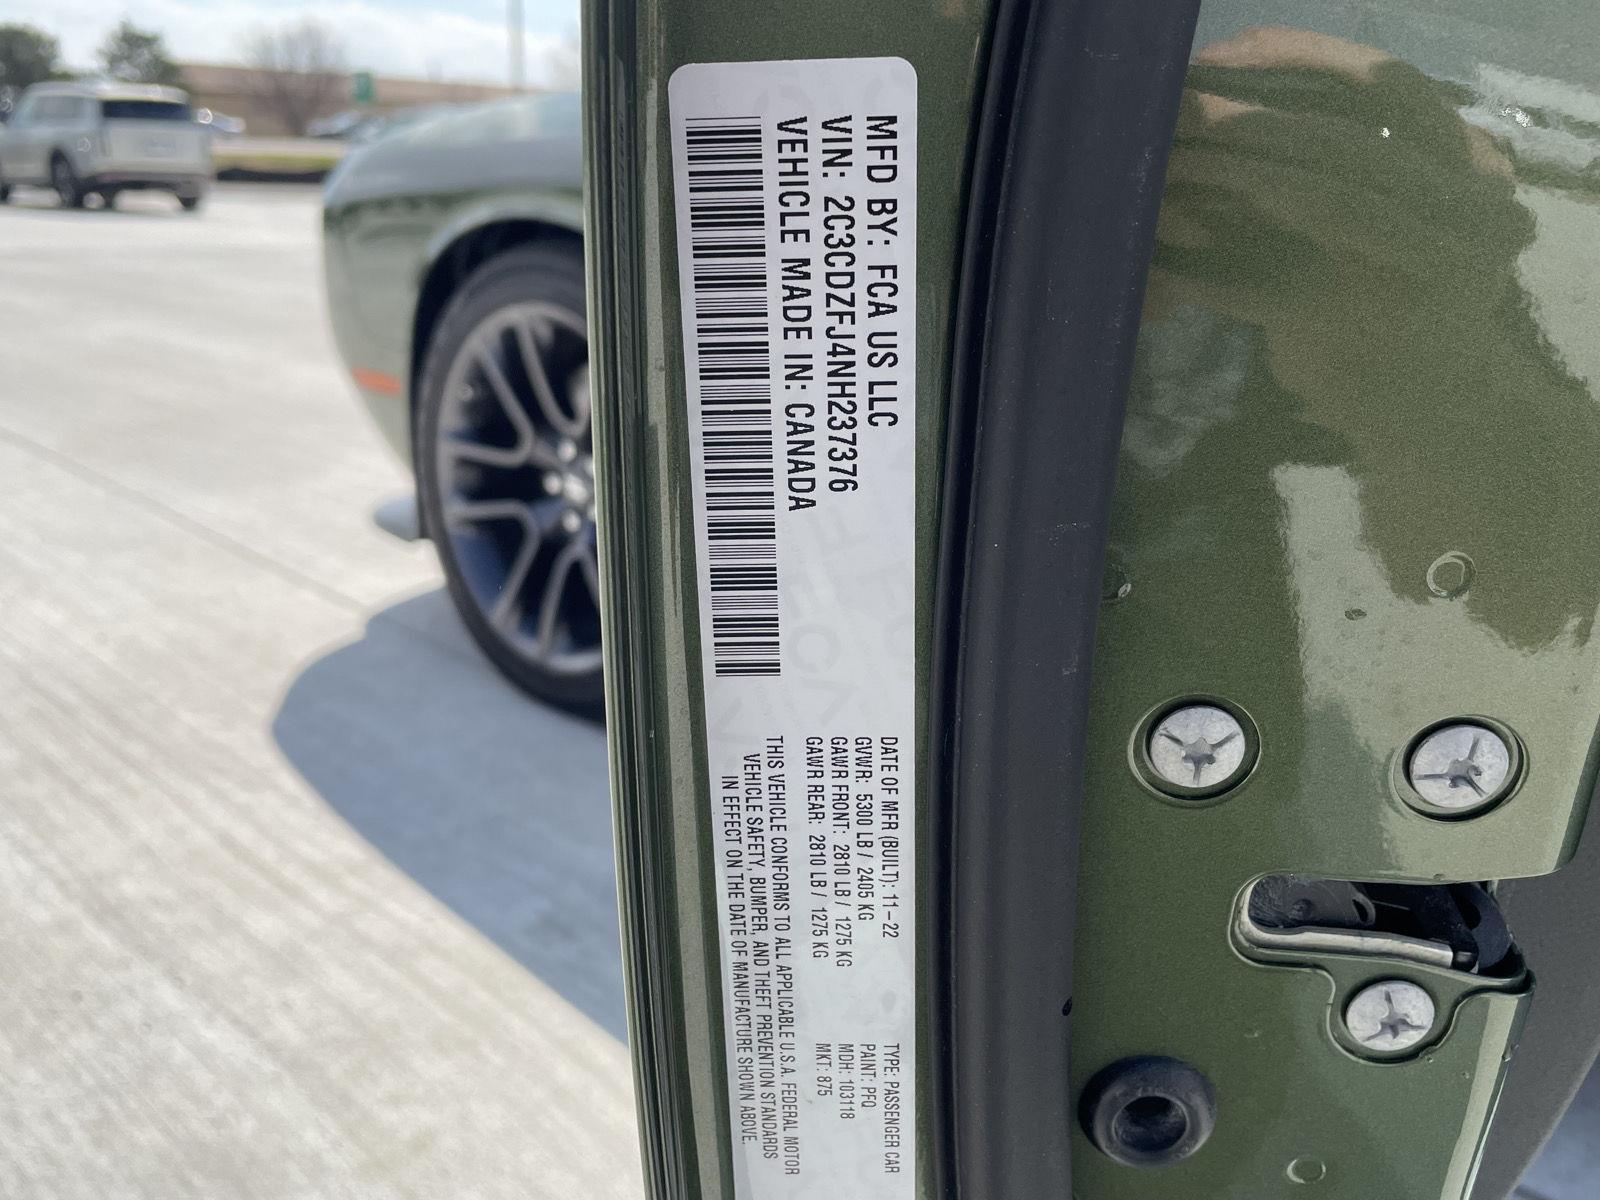 MFD BY: FCA US LLC
VIN: 2C3CDZFJ4NH237376
VEHICLE MADE IN: CANADA
DATE OF MFR (BUILT): 11-22
GVWR: 5300 LB / 2405 KG
GAWR FRONT: 2810 LB / 1275 KG
GAWR REAR: 2810 LB / 1275 KG
THIS VEHICLE CONFORMS TO ALL APPLICABLE U.S.A. FEDERAL MOTOR
VEHICLE SAFETY, BUMPER, AND THEFT PREVENTION STANDARDS
IN EFFECT ON THE DATE OF MANUFACTURE SHOWN ABOVE.
TYPE: PASSENGER CAR
PAINT: PFQ
MDH: 103118
MKT: 875